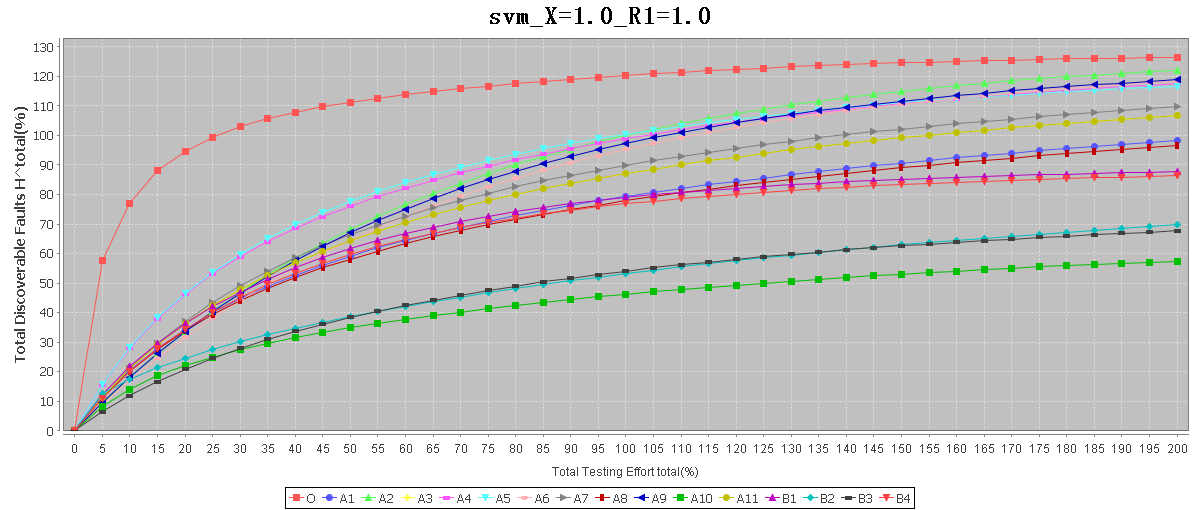 svm_X=1.0_R1=1.0
Total Discoverable Faults H^total(%)
130
120
110
100
90
80
70
60
50
40
30
20
10
0
0 5 10 15 20 25 30 35 40 45 50 55 60 65 70 75 80 85 90 95 100 105 110 115 120 125 130 135 140 145 150 155 160 165 170 175 180 185 190 195 200
Total Testing Effort total(%)
O A1 A2 A3 A4 A5 A6 A7 A8 A9 A10 A11 B1 B2 B3 B4